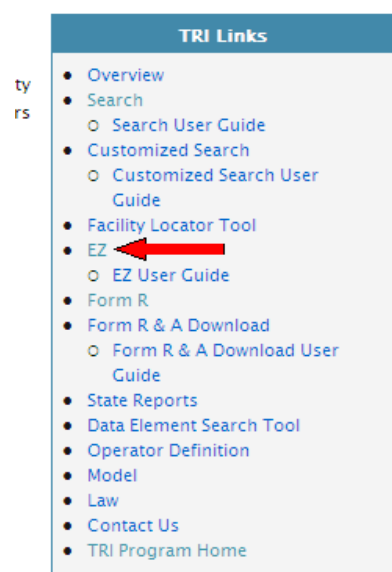 TRI Links
ty
rs
Overview
Search
Search User Guide
Customized Search
Customized Search User
Guide
Facility Locator Tool
EZ
EZ User Guide
Form R
Form R & A Download
Form R & A Download User
Guide
State Reports
Data Element Search Tool
Operator Definition
Model
Law
Contact Us
TRI Program Home